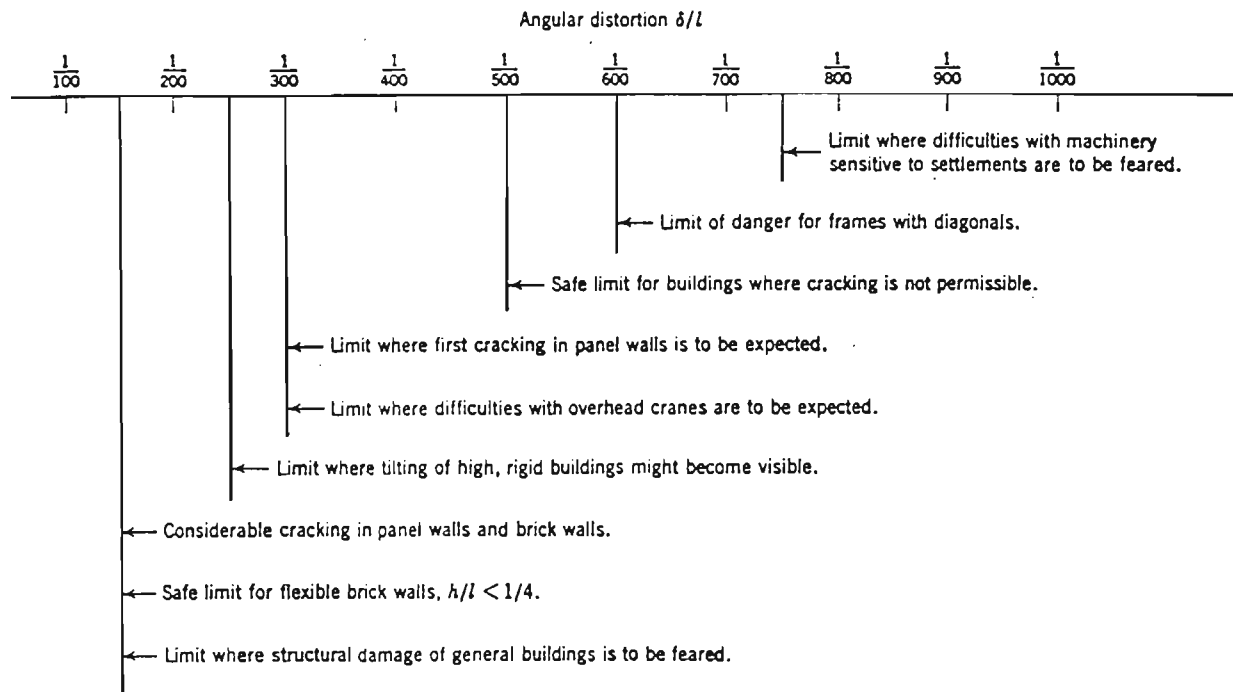 Angular distortion δ/l
1/100 1/200 1/300 1/400 1/500 1/600 1/700 1/800 1/900 1/1000
Limit where difficulties with machinery
sensitive to settlements are to be feared.
Limit of danger for frames with diagonals.
Safe limit for buildings where cracking is not permissible.
Limit where first cracking in panel walls is to be expected.
Limit where difficulties with overhead cranes are to be expected.
Limit where tilting of high, rigid buildings might become visible.
Considerable cracking in panel walls and brick walls.
Safe limit for flexible brick walls, h/l < 1/4.
Limit where structural damage of general buildings is to be feared.